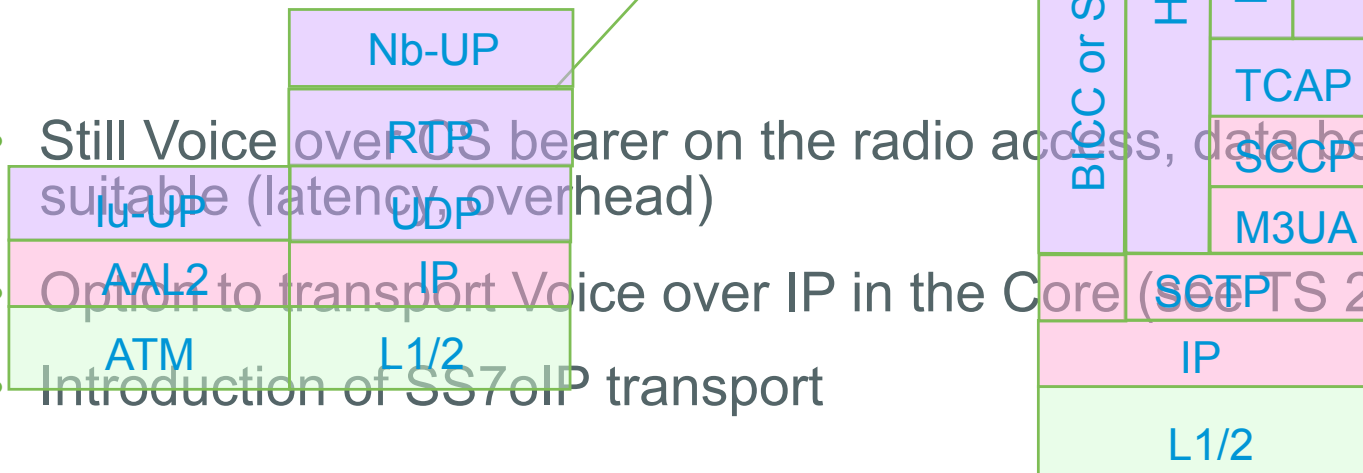 Nb-UP
RTP
UDP
IP
L1/2
Iu-UP
AAL2
ATM
Still Voice over CS bearer on the radio access, data
suitable (latency, overhead)
Option to transport Voice over IP in the Core (see TS
Introduction of SS7oIP transport
BICC or
TCAP
SCCP
M3UA
SCTP
IP
L1/2